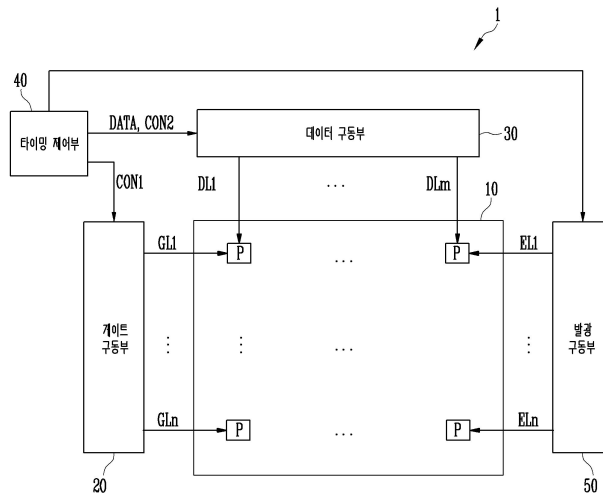 1
40
타이밍 제어부
DATA, CON2
데이터 구동부
30
CON1
DL1
...
DLm
10
GL1
P
...
P
EL1
게이트
구동부
...
발광
구동부
GLn
P
...
P
ELn
20
50